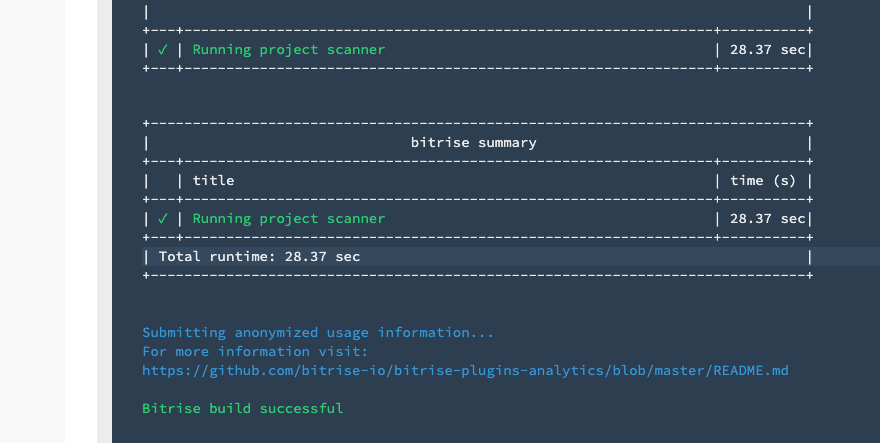 |   |
+---+---------------------------------------------------------------+----------+
| ✓ | Running project scanner | 28.37 sec|
+---+---------------------------------------------------------------+----------+
+------------------------------------------------------------------------------+
| bitrise summary |
+---+---------------------------------------------------------------+----------+
|   | title | time (s) |
+---+---------------------------------------------------------------+----------+
| ✓ | Running project scanner | 28.37 sec|
+---+---------------------------------------------------------------+----------+
| Total runtime: 28.37 sec |
+------------------------------------------------------------------------------+
Submitting anonymized usage information...
For more information visit:
https://github.com/bitrise-io/bitrise-plugins-analytics/blob/master/README.md
Bitrise build successful